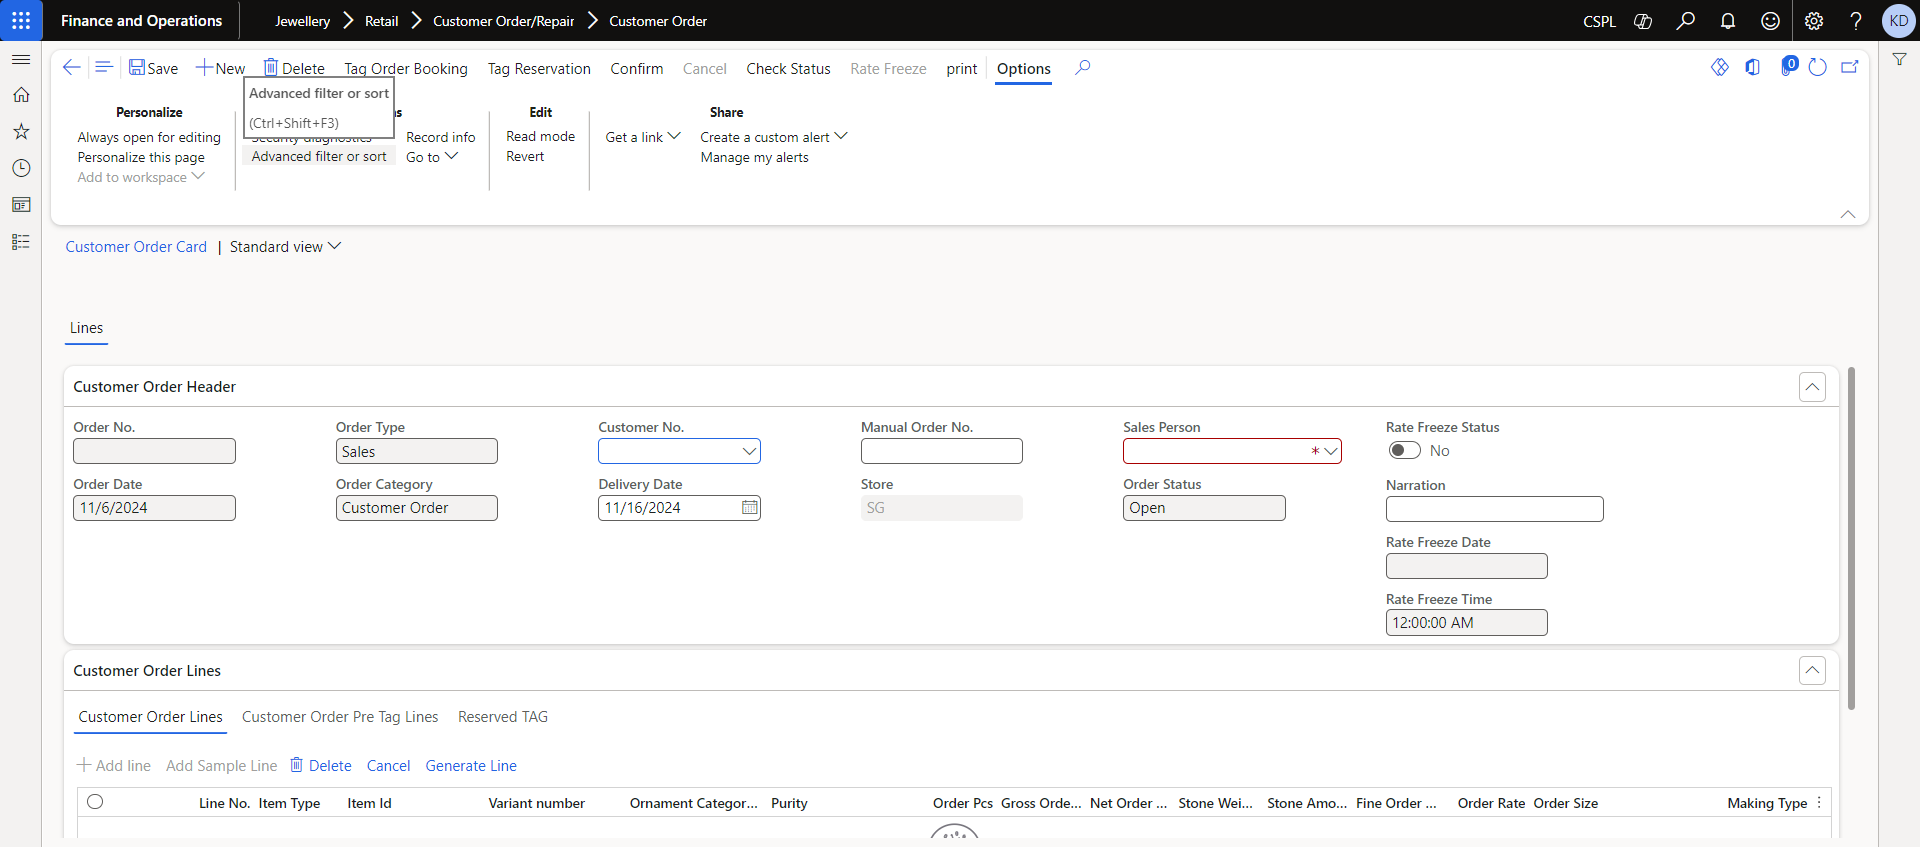 Finance and Operations
Jewellery > Retail > Customer Order/Repair > Customer Order
CSPL
KD
Save
New
Delete
Tag Order Booking
Tag Reservation
Confirm
Cancel
Check Status
Rate Freeze
print
Options
0
Advanced filter or sort
(Ctrl+Shift+F3)
Personalize
Always open for editing
Personalize this page
Add to workspace
Security diagnostics
Advanced filter or sort
Record info
Go to
Edit
Read mode
Revert
Get a link
Share
Create a custom alert
Manage my alerts
Customer Order Card | Standard view
Lines
Customer Order Header
Order No.
Order Type
Sales
Customer No.
Manual Order No.
Sales Person
*
Rate Freeze Status
No
Order Date
11/6/2024
Order Category
Customer Order
Delivery Date
11/16/2024
Store
SG
Order Status
Open
Narration
Rate Freeze Date
Rate Freeze Time
12:00:00 AM
Customer Order Lines
Customer Order Lines
Customer Order Pre Tag Lines
Reserved TAG
Add line
Add Sample Line
Delete
Cancel
Generate Line
Line No. Item Type Item Id Variant number Ornament Categor... Purity Order Pcs Gross Orde... Net Order ... Stone Wei... Stone Amo... Fine Order ... Order Rate Order Size Making Type